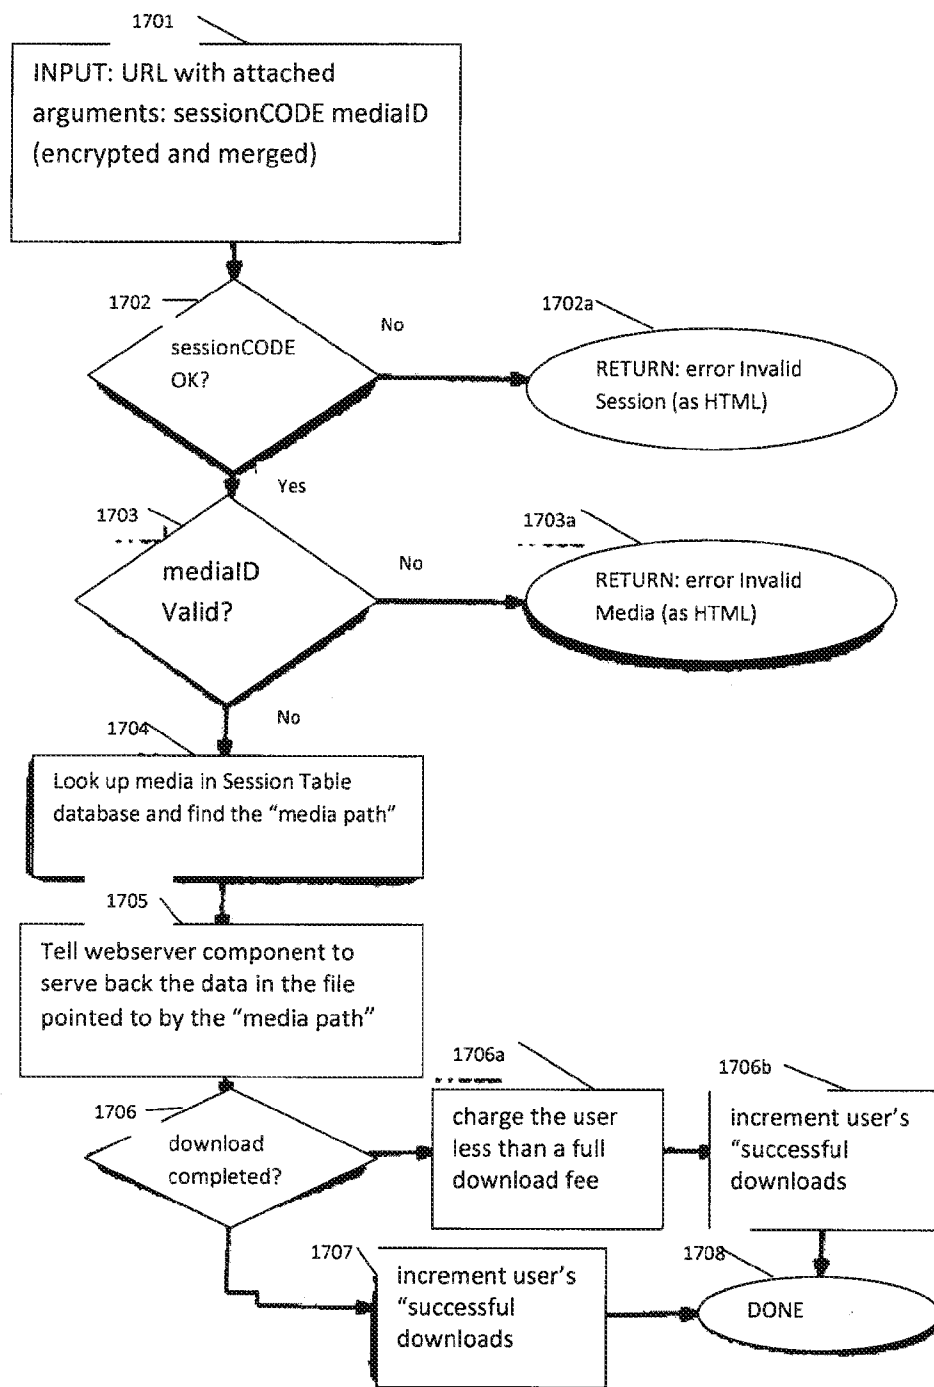 1701
INPUT: URL with attached
arguments: sessionCODE mediaID
(encrypted and merged)
1702
sessionCODE
OK?
No
1702a
RETURN: error Invalid
Session (as HTML)
Yes
1703
mediaID
Valid?
No
1703a
RETURN: error Invalid
Media (as HTML)
No
1704
Look up media in Session Table
database and find the “media path”
1705
Tell webserver component to
serve back the data in the file
pointed to by the “media path”
1706
download
completed?
1706a
charge the user
less than a full
download fee
1706b
increment user's
“successful
downloads
1707
increment user's
“successful
downloads
1708
DONE